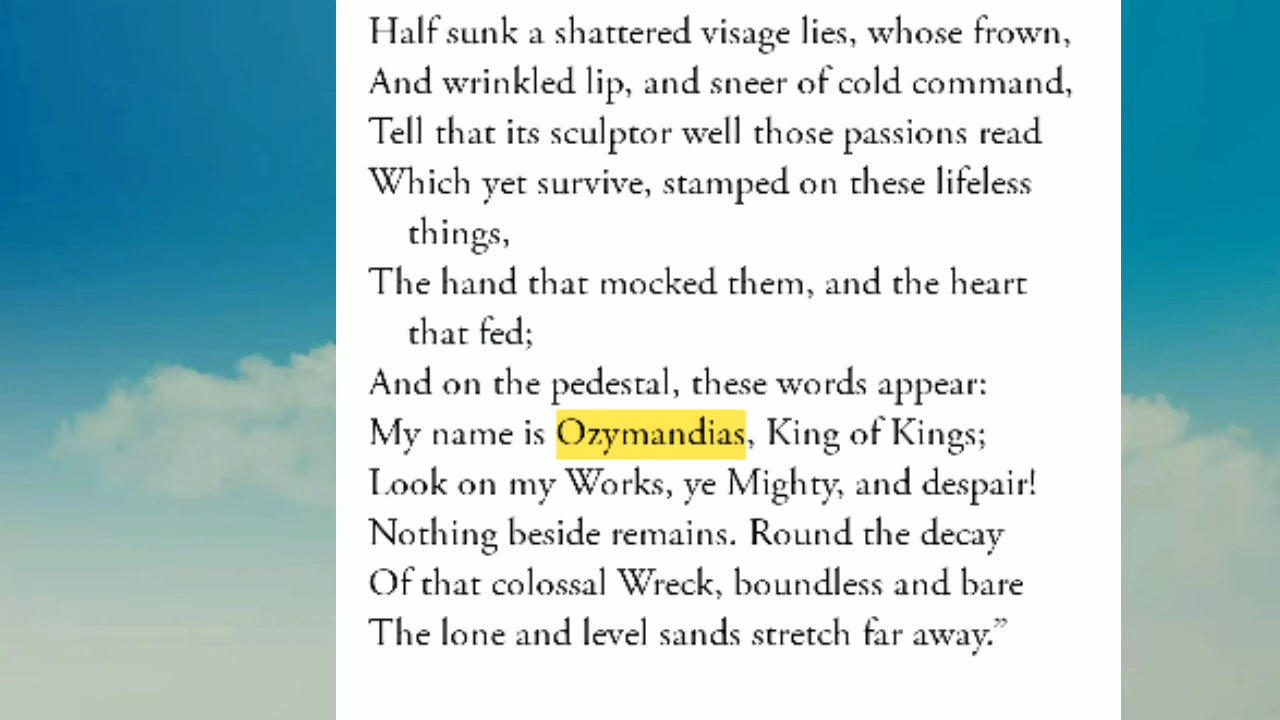 Half sunk a shattered visage lies, whose frown,
And wrinkled lip, and sneer of cold command,
Tell that its sculptor well those passions read
Which yet survive, stamped on these lifeless
things,
The hand that mocked them, and the heart
that fed;
And on the pedestal, these words appear:
My name is Ozymandias, King of Kings;
Look on my Works, ye Mighty, and despair!
Nothing beside remains. Round the decay
Of that colossal Wreck, boundless and bare
The lone and level sands stretch far away.”